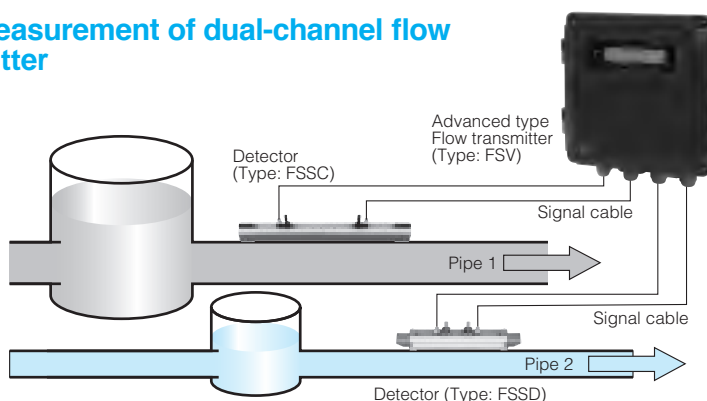 easurement of dual-channel flow
tter
Advanced type
Flow transmitter
(Type: FSV)
Detector
(Type: FSSC)
Signal cable
Pipe 1
Signal cable
Pipe 2
Detector (Type: FSSD)